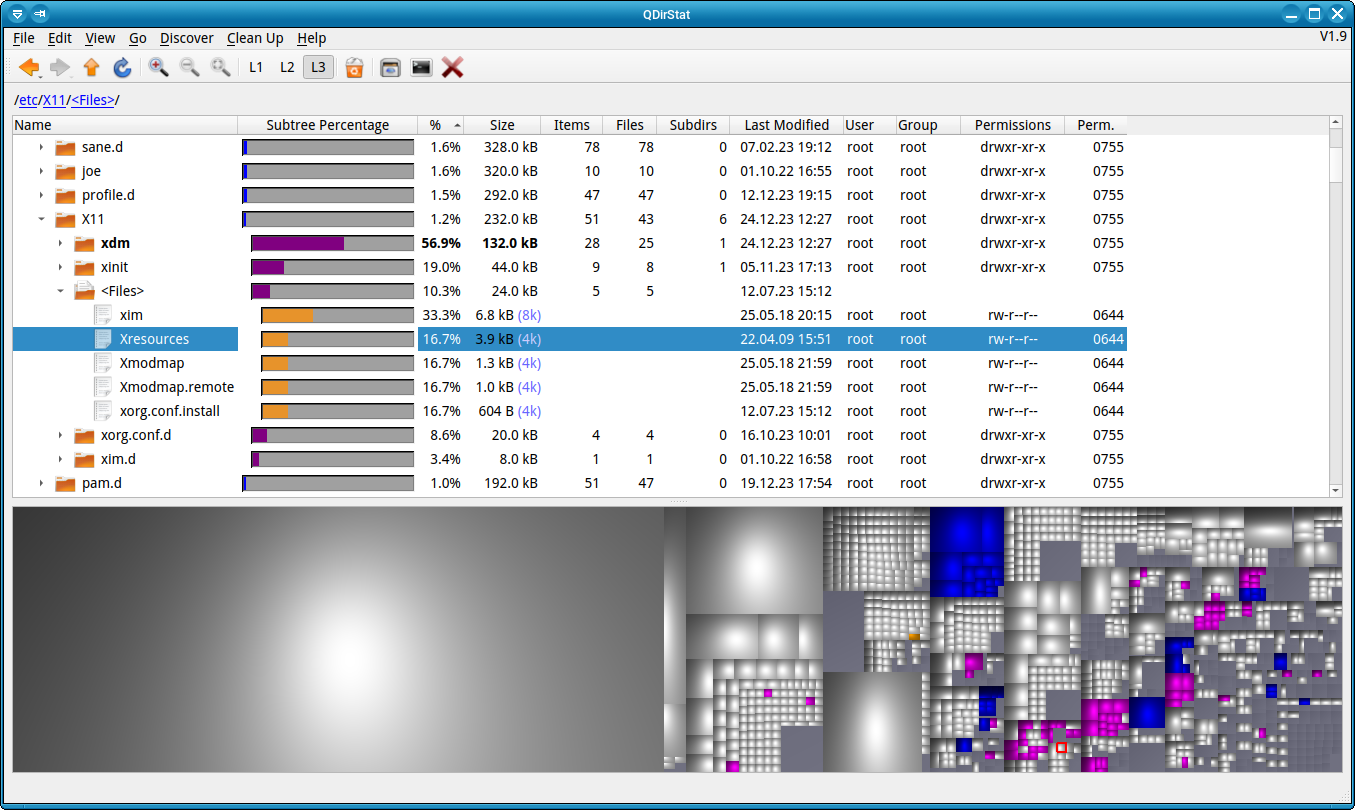 QDirStat
File Edit View Go Discover Clean Up Help V1.9
L1 L2 L3
/etc/X11/<Files>/
Name Subtree Percentage % Size Items Files Subdirs Last Modified User Group Permissions Perm.
sane.d 1.6% 328.0 kB 78 78 0 07.02.23 19:12 root root drwxr-xr-x 0755
joe 1.6% 320.0 kB 10 10 0 01.10.22 16:55 root root drwxr-xr-x 0755
profile.d 1.5% 292.0 kB 47 47 0 12.12.23 19:15 root root drwxr-xr-x 0755
X11 1.2% 232.0 kB 51 43 6 24.12.23 12:27 root root drwxr-xr-x 0755
xdm 56.9% 132.0 kB 28 25 1 24.12.23 12:27 root root drwxr-xr-x 0755
xinit 19.0% 44.0 kB 9 8 1 05.11.23 17:13 root root drwxr-xr-x 0755
<Files> 10.3% 24.0 kB 5 5 12.07.23 15:12
xim 33.3% 6.8 kB (8k) 25.05.18 20:15 root root rw-r--r-- 0644
Xresources 16.7% 3.9 kB (4k) 22.04.09 15:51 root root rw-r--r-- 0644
Xmodmap 16.7% 1.3 kB (4k) 25.05.18 21:59 root root rw-r--r-- 0644
Xmodmap.remote 16.7% 1.0 kB (4k) 25.05.18 21:59 root root rw-r--r-- 0644
xorg.conf.install 16.7% 604 B (4k) 12.07.23 15:12 root root rw-r--r-- 0644
xorg.conf.d 8.6% 20.0 kB 4 4 0 16.10.23 10:01 root root drwxr-xr-x 0755
xim.d 3.4% 8.0 kB 1 1 0 01.10.22 16:58 root root drwxr-xr-x 0755
pam.d 1.0% 192.0 kB 51 47 0 19.12.23 17:54 root root drwxr-xr-x 0755